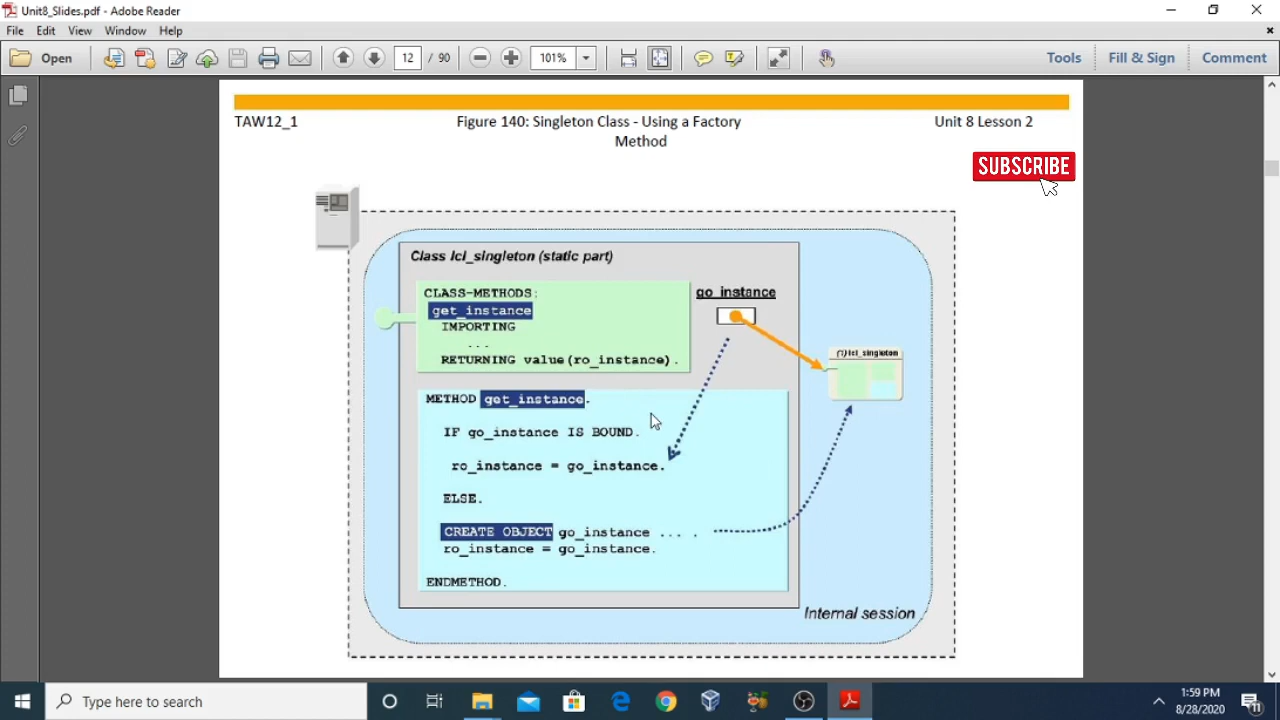 Unit8_Slides.pdf - Adobe Reader
File Edit View Window Help
Open 12 / 90 101% Tools Fill & Sign Comment
TAW12_1 Figure 140: Singleton Class - Using a Factory Unit 8 Lesson 2
Method
SUBSCRIBE
Class lcl_singleton (static part)
CLASS-METHODS: go_instance
get_instance
IMPORTING
...
RETURNING value(ro_instance).
(1) lcl_singleton
METHOD get_instance.
IF go_instance IS BOUND.
ro_instance = go_instance.
ELSE.
CREATE OBJECT go_instance ... .
ro_instance = go_instance.
ENDMETHOD.
Internal session
Type here to search
1:59 PM
8/28/2020
11